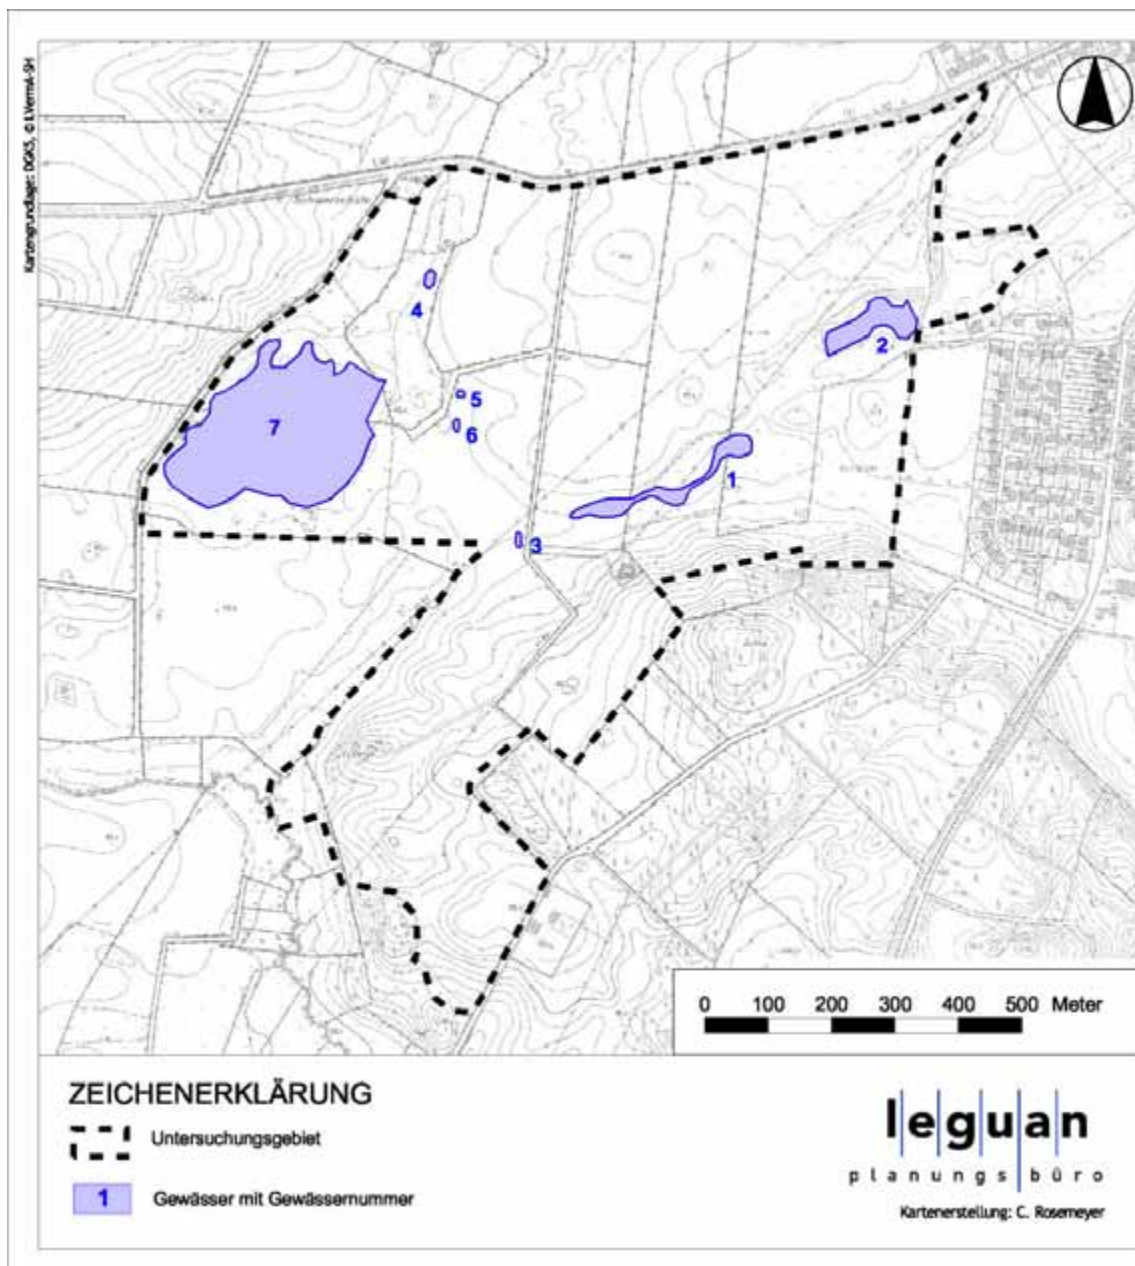 Kartengrundlage: DGK5, © LVermA-SH
4
7
5
6
2
1
3
0 100 200 300 400 500 Meter
ZEICHENERKLÄRUNG
Untersuchungsgebiet
1 Gewässer mit Gewässernummer
leguan
planungsbüro
Kartenerstellung: C. Rosemeyer